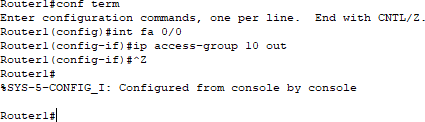 Router1#conf term
Enter configuration commands, one per line.  End with CNTL/Z.
Router1(config)#int fa 0/0
Router1(config-if)#ip access-group 10 out
Router1(config-if)#^Z
Router1#
%SYS-5-CONFIG_I: Configured from console by console
Router1#